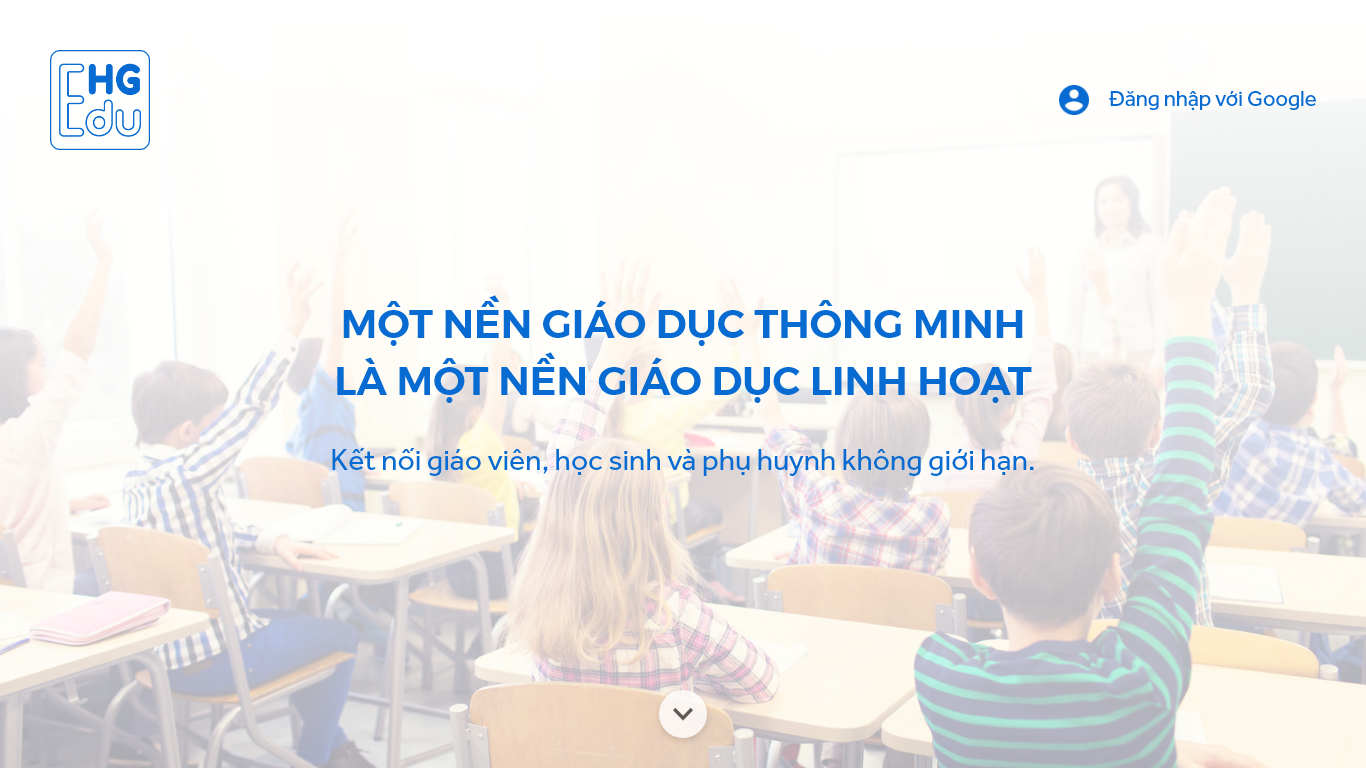 HG
Edu
Đăng nhập với Google
MỘT NỀN GIÁO DỤC THÔNG MINH
LÀ MỘT NỀN GIÁO DỤC LINH HOẠT
Kết nối giáo viên, học sinh và phụ huynh không giới hạn.